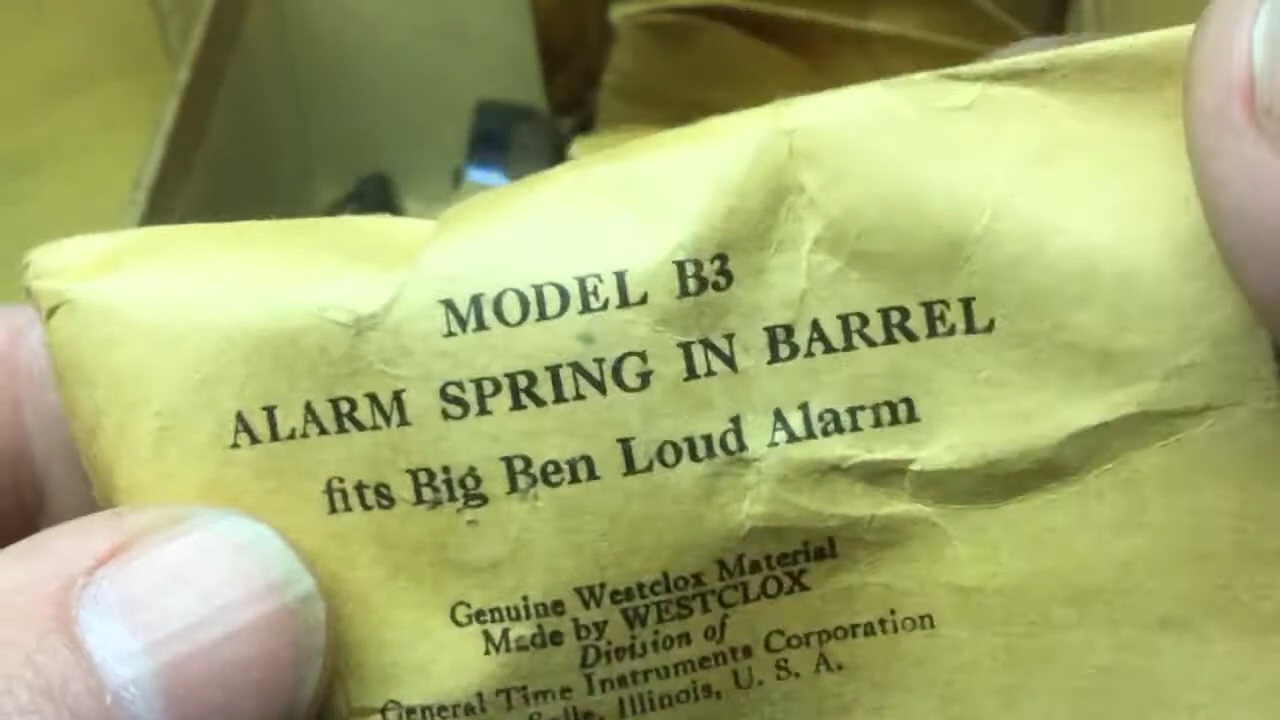 MODEL B3
ALARM SPRING IN BARREL
fits Big Ben Loud Alarm
Genuine Westclox Material
Made by WESTCLOX
Division of
General Time Instruments Corporation
Illinois, U. S. A.